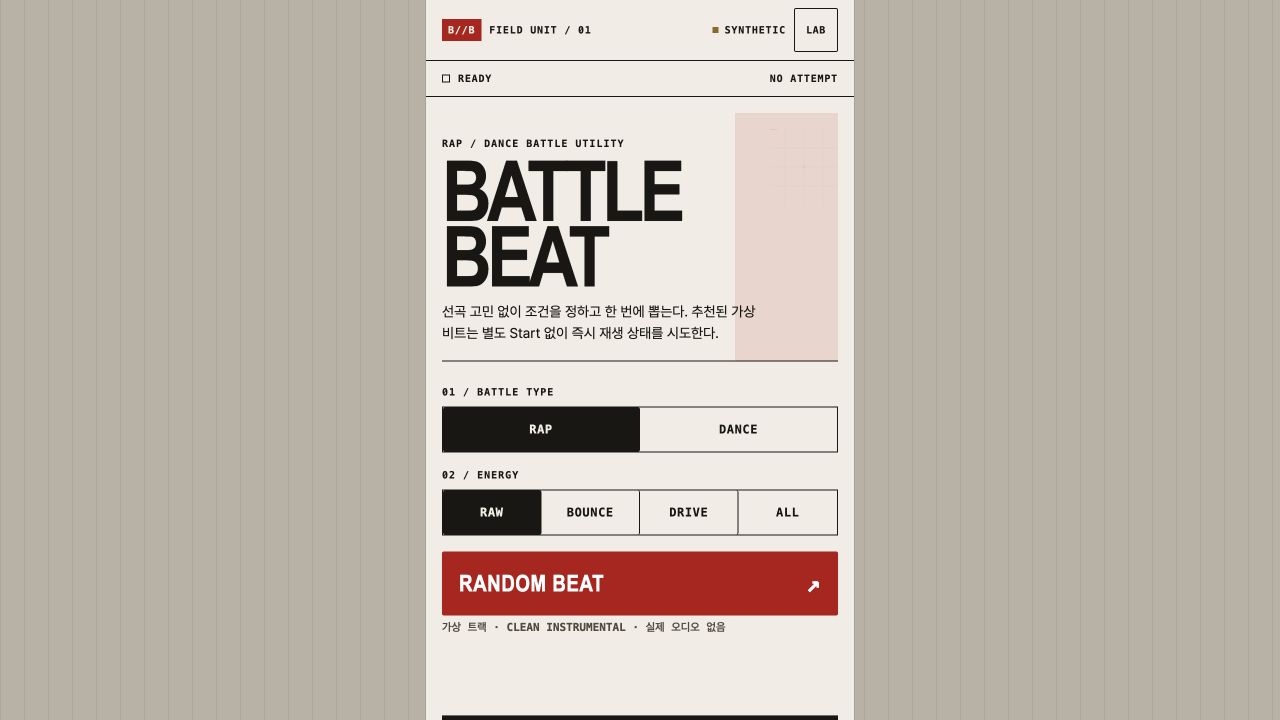 B//B FIELD UNIT / 01 SYNTHETIC LAB
READY NO ATTEMPT
RAP / DANCE BATTLE UTILITY
BATTLE
BEAT
선곡 고민 없이 조건을 정하고 한 번에 뽑는다. 추천된 가상
비트는 별도 Start 없이 즉시 재생 상태를 시도한다.
01 / BATTLE TYPE
RAP DANCE
02 / ENERGY
RAW BOUNCE DRIVE ALL
RANDOM BEAT ↗
가상 트랙 · CLEAN INSTRUMENTAL · 실제 오디오 없음